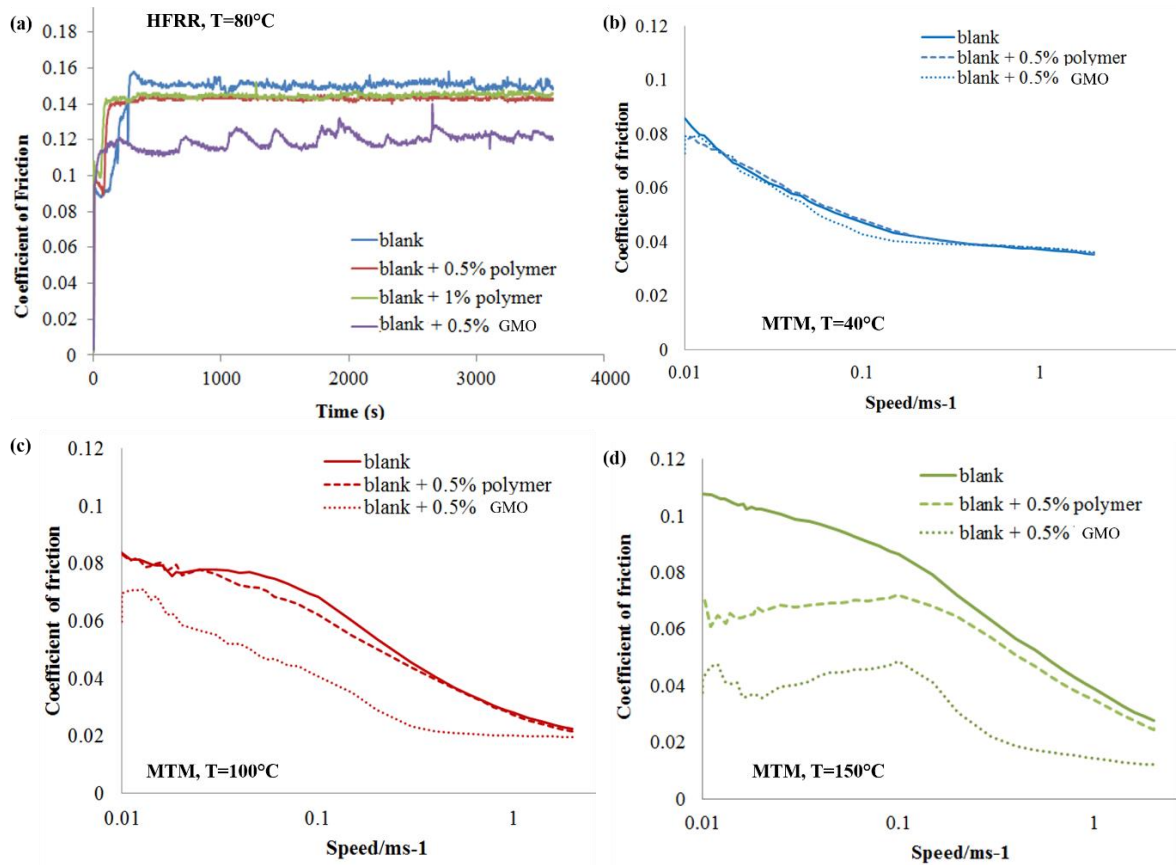 (a)
HFRR, T=80°C
0.18
0.16
0.14
0.12
0.1
0.08
0.06
0.04
0.02
0
Coefficient of Friction
blank
blank + 0.5% polymer
blank + 1% polymer
blank + 0.5% GMO
0
1000
2000
3000
4000
Time (s)
(b)
blank
blank + 0.5% polymer
blank + 0.5% GMO
0.1
0.08
0.06
0.04
0.02
0
Coefficient of friction
MTM, T=40°C
0.01
0.1
1
Speed/ms-1
(c)
0.12
0.1
0.08
0.06
0.04
0.02
0
Coefficient of friction
blank
blank + 0.5% polymer
blank + 0.5% GMO
MTM, T=100°C
0.01
0.1
1
Speed/ms-1
(d)
0.12
0.1
0.08
0.06
0.04
0.02
0
Coefficient of friction
blank
blank + 0.5% polymer
blank + 0.5% GMO
MTM, T=150°C
0.01
0.1
1
Speed/ms-1